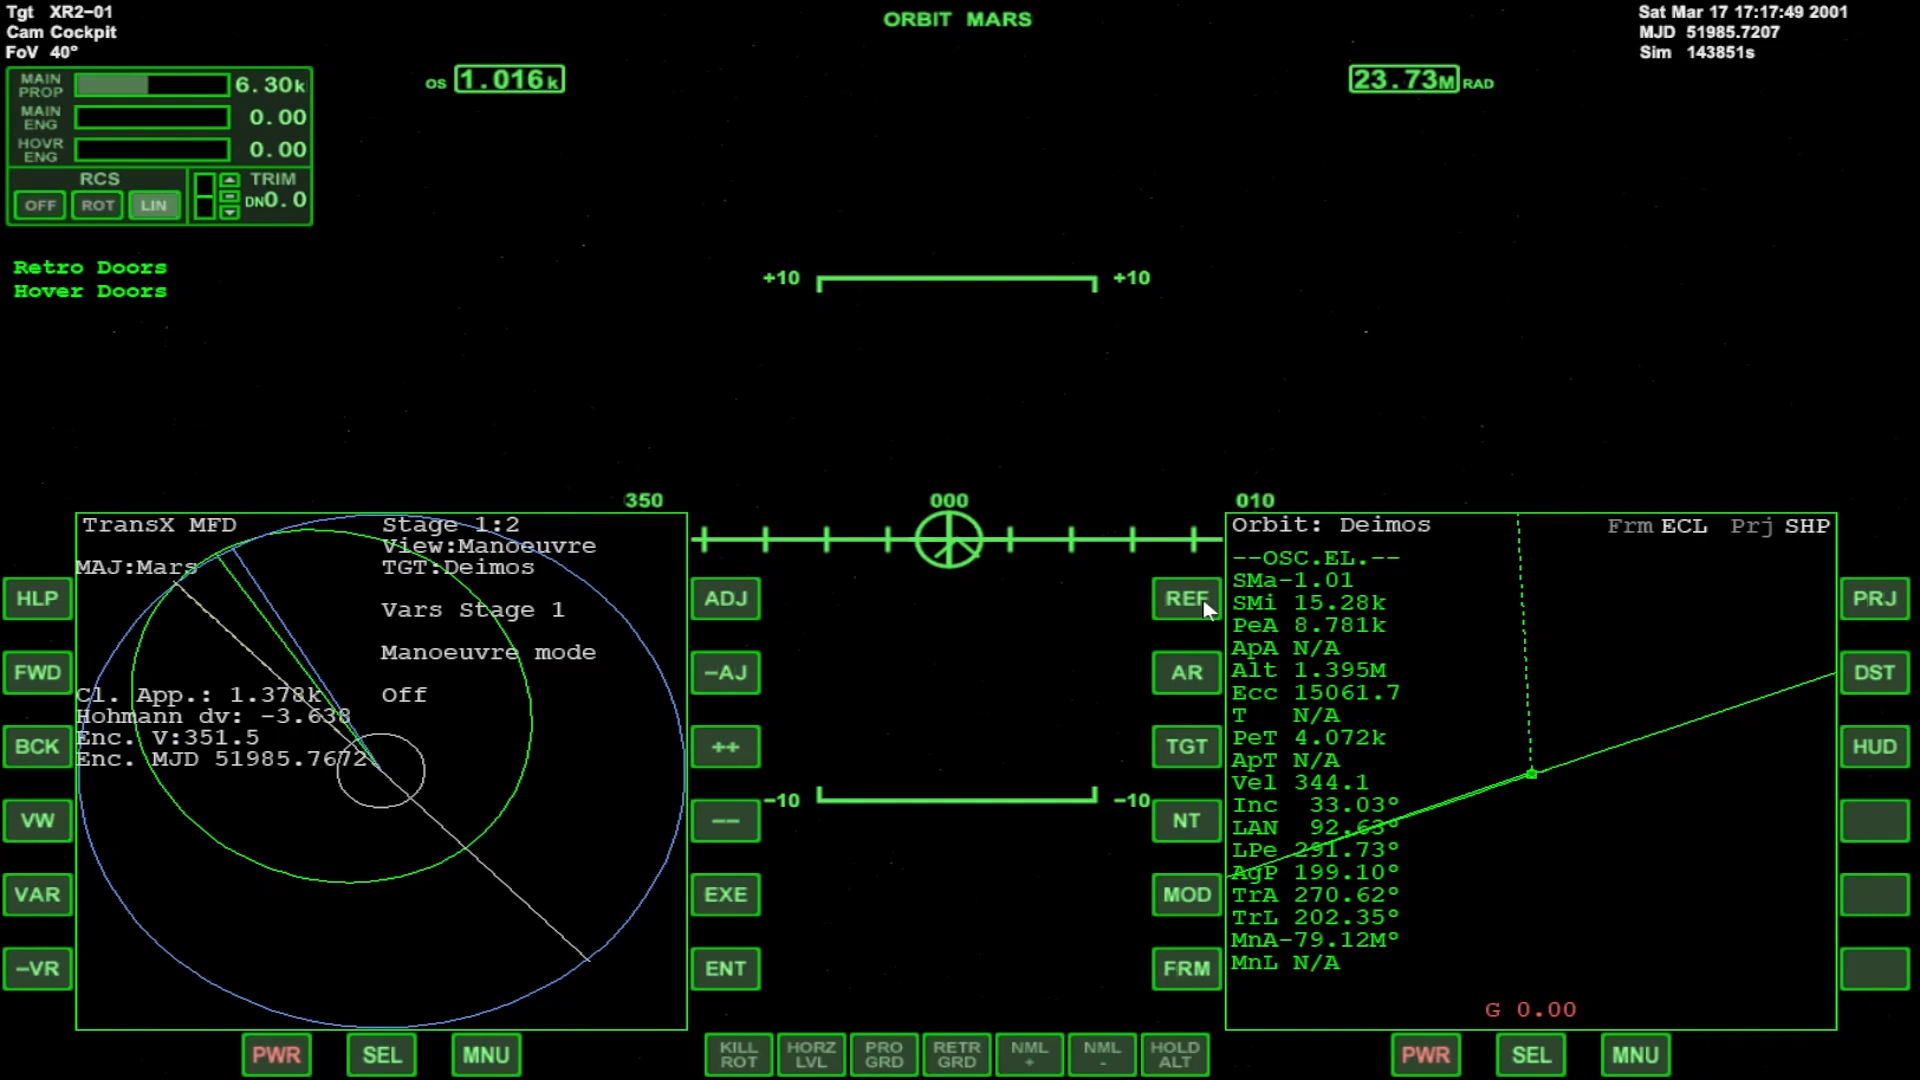 Tgt XR2-01
Cam Cockpit
FoV 40°
ORBIT MARS
Sat Mar 17 17:17:49 2001
MJD 51985.7207
Sim 143851s
MAIN PROP 6.30k
MAIN ENG 0.00
HOVR ENG 0.00
RCS
OFF ROT LIN
TRIM
DN0.0
OS 1.016k
23.73M RAD
Retro Doors
Hover Doors
+10 +10
350 000 010
-10 -10
TransX MFD
Stage 1:2
View:Manoeuvre
MAJ:Mars
TGT:Deimos
Vars Stage 1
Manoeuvre mode
Off
Cl. App.: 1.378k
Hohmann dv: -3.638
Enc. V:351.5
Enc. MJD 51985.7672
HLP
FWD
BCK
VW
VAR
-VR
ADJ
-AJ
++
--
EXE
ENT
PWR SEL MNU
KILL ROT
HORZ LVL
PRO GRD
RETR GRD
NML +
NML -
HOLD ALT
REF
AR
TGT
NT
MOD
FRM
Orbit: Deimos
Frm ECL Prj SHP
--OSC.EL.--
SMa-1.01
SMi 15.28k
PeA 8.781k
ApA N/A
Alt 1.395M
Ecc 15061.7
T N/A
PeT 4.072k
ApT N/A
Vel 344.1
Inc 33.03°
LAN 92.63°
LPe 291.73°
AgP 199.10°
TrA 270.62°
TrL 202.35°
MnA-79.12M°
MnL N/A
G 0.00
PRJ
DST
HUD
PWR SEL MNU